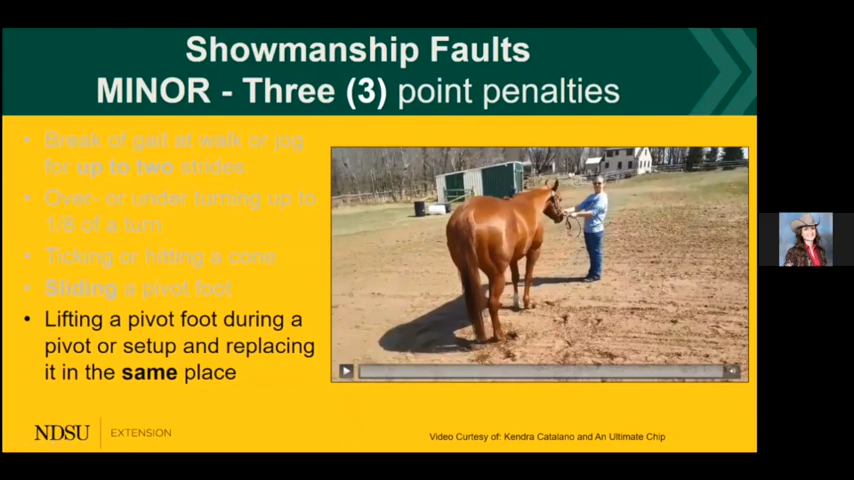 Showmanship Faults
MINOR - Three (3) point penalties
• Break of gait at walk or jog
for up to two strides
• Over- or under turning up to
1/8 of a turn
• Ticking or hitting a cone
• Sliding a pivot foot
• Lifting a pivot foot during a
pivot or setup and replacing
it in the same place
NDSU EXTENSION
Video Curtesy of: Kendra Catalano and An Ultimate Chip